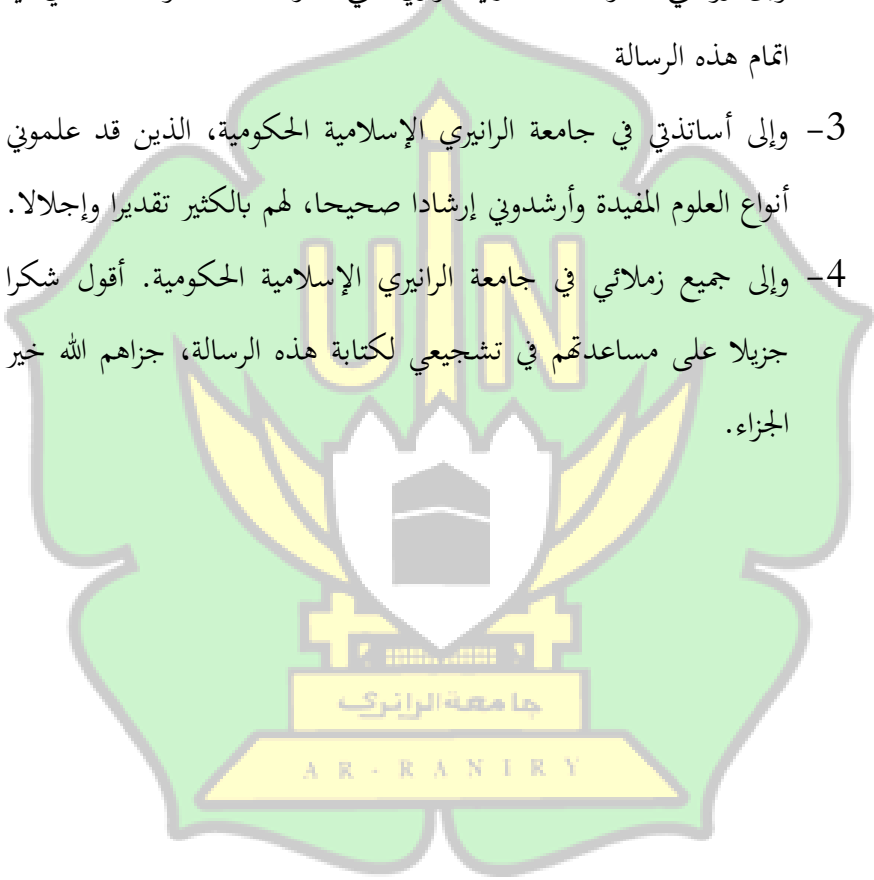 اتمام هذه الرسالة
3- وإلى أساتذتي في جامعة الرانيري الإسلامية الحكومية، الذين قد علموني
أنواع العلوم المفيدة وأرشدوني إرشادا صحيحا، لهم بالكثير تقديرا وإجلالا.
4- وإلى جميع زملائي في جامعة الرانيري الإسلامية الحكومية. أقول شكرا
جزيلا على مساعدتهم في تشجيعي لكتابة هذه الرسالة، جزاهم الله خير
الجزاء.
UIN
جامعة الرانري
AR-RANIRY